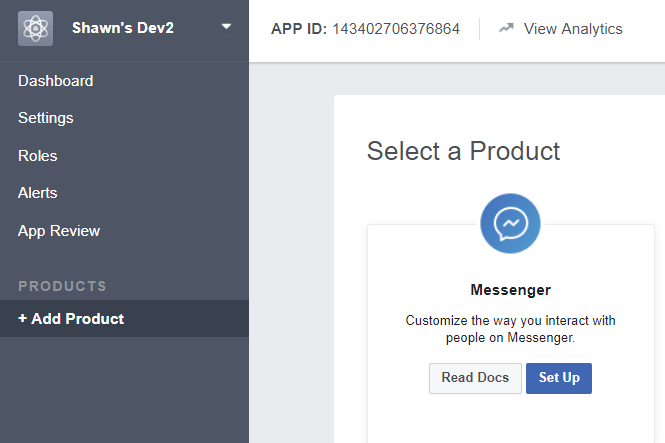 Shawn's Dev2
APP ID: 143402706376864
View Analytics
Dashboard
Settings
Roles
Alerts
App Review
PRODUCTS
+ Add Product
Select a Product
Messenger
Customize the way you interact with
people on Messenger.
Read Docs
Set Up